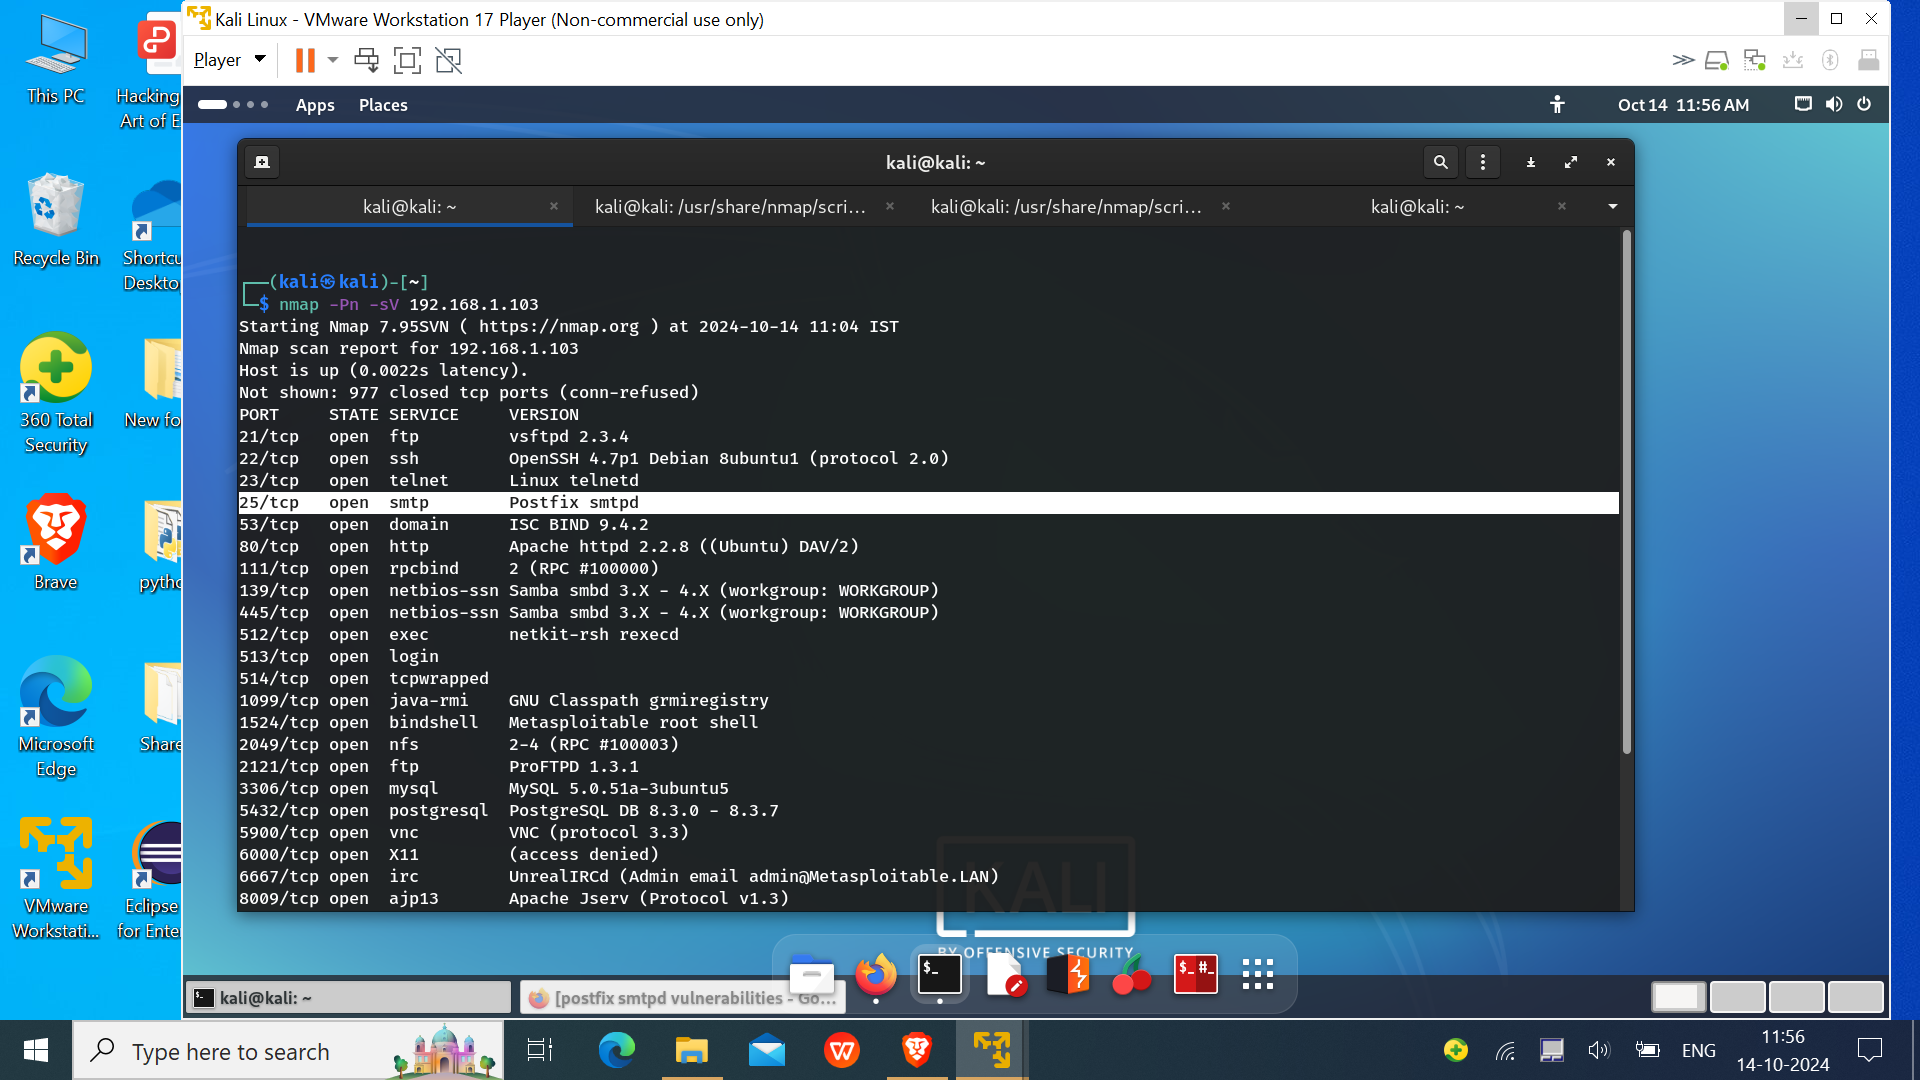 Kali Linux - VMware Workstation 17 Player (Non-commercial use only)
Player
Apps Places
Oct 14 11:56 AM
kali@kali: ~
kali@kali: ~
kali@kali: /usr/share/nmap/scri...
kali@kali: /usr/share/nmap/scri...
kali@kali: ~
┌──(kali㉿kali)-[~]
└─$ nmap -Pn -sV 192.168.1.103
Starting Nmap 7.95SVN ( https://nmap.org ) at 2024-10-14 11:04 IST
Nmap scan report for 192.168.1.103
Host is up (0.0022s latency).
Not shown: 977 closed tcp ports (conn-refused)
PORT     STATE SERVICE     VERSION
21/tcp   open  ftp         vsftpd 2.3.4
22/tcp   open  ssh         OpenSSH 4.7p1 Debian 8ubuntu1 (protocol 2.0)
23/tcp   open  telnet      Linux telnetd
25/tcp   open  smtp        Postfix smtpd
53/tcp   open  domain      ISC BIND 9.4.2
80/tcp   open  http        Apache httpd 2.2.8 ((Ubuntu) DAV/2)
111/tcp  open  rpcbind     2 (RPC #100000)
139/tcp  open  netbios-ssn Samba smbd 3.X - 4.X (workgroup: WORKGROUP)
445/tcp  open  netbios-ssn Samba smbd 3.X - 4.X (workgroup: WORKGROUP)
512/tcp  open  exec        netkit-rsh rexecd
513/tcp  open  login
514/tcp  open  tcpwrapped
1099/tcp open  java-rmi    GNU Classpath grmiregistry
1524/tcp open  bindshell   Metasploitable root shell
2049/tcp open  nfs         2-4 (RPC #100003)
2121/tcp open  ftp         ProFTPD 1.3.1
3306/tcp open  mysql       MySQL 5.0.51a-3ubuntu5
5432/tcp open  postgresql  PostgreSQL DB 8.3.0 - 8.3.7
5900/tcp open  vnc         VNC (protocol 3.3)
6000/tcp open  X11         (access denied)
6667/tcp open  irc         UnrealIRCd (Admin email admin@Metasploitable.LAN)
8009/tcp open  ajp13       Apache Jserv (Protocol v1.3)
KALI
BY OFFENSIVE SECURITY
kali@kali: ~
[postfix smtpd vulnerabilities - Go...
This PC
Hacking
Art of E
Recycle Bin
Shortcu
Deskto
360 Total
Security
New fo
Brave
pytho
Microsoft
Edge
Share
VMware
Workstati...
Eclipse
for Ente
Type here to search
ENG
11:56
14-10-2024